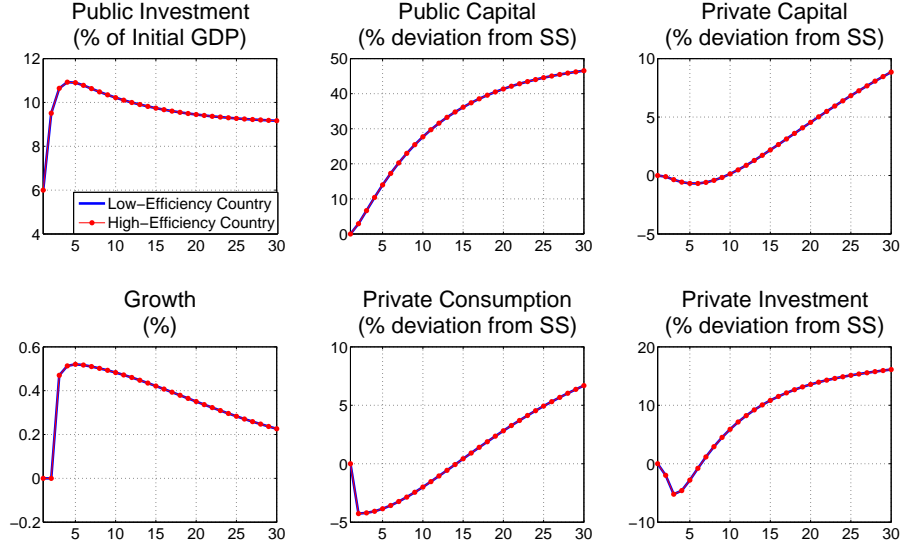 Public Investment
(% of Initial GDP)
12
10
8
6
4
Low−Efficiency Country
High−Efficiency Country
5 10 15 20 25 30
Public Capital
(% deviation from SS)
50
40
30
20
10
0
5 10 15 20 25 30
Private Capital
(% deviation from SS)
10
5
0
−5
5 10 15 20 25 30
Growth
(%)
0.6
0.4
0.2
0
−0.2
5 10 15 20 25 30
Private Consumption
(% deviation from SS)
10
5
0
−5
5 10 15 20 25 30
Private Investment
(% deviation from SS)
20
10
0
−10
5 10 15 20 25 30